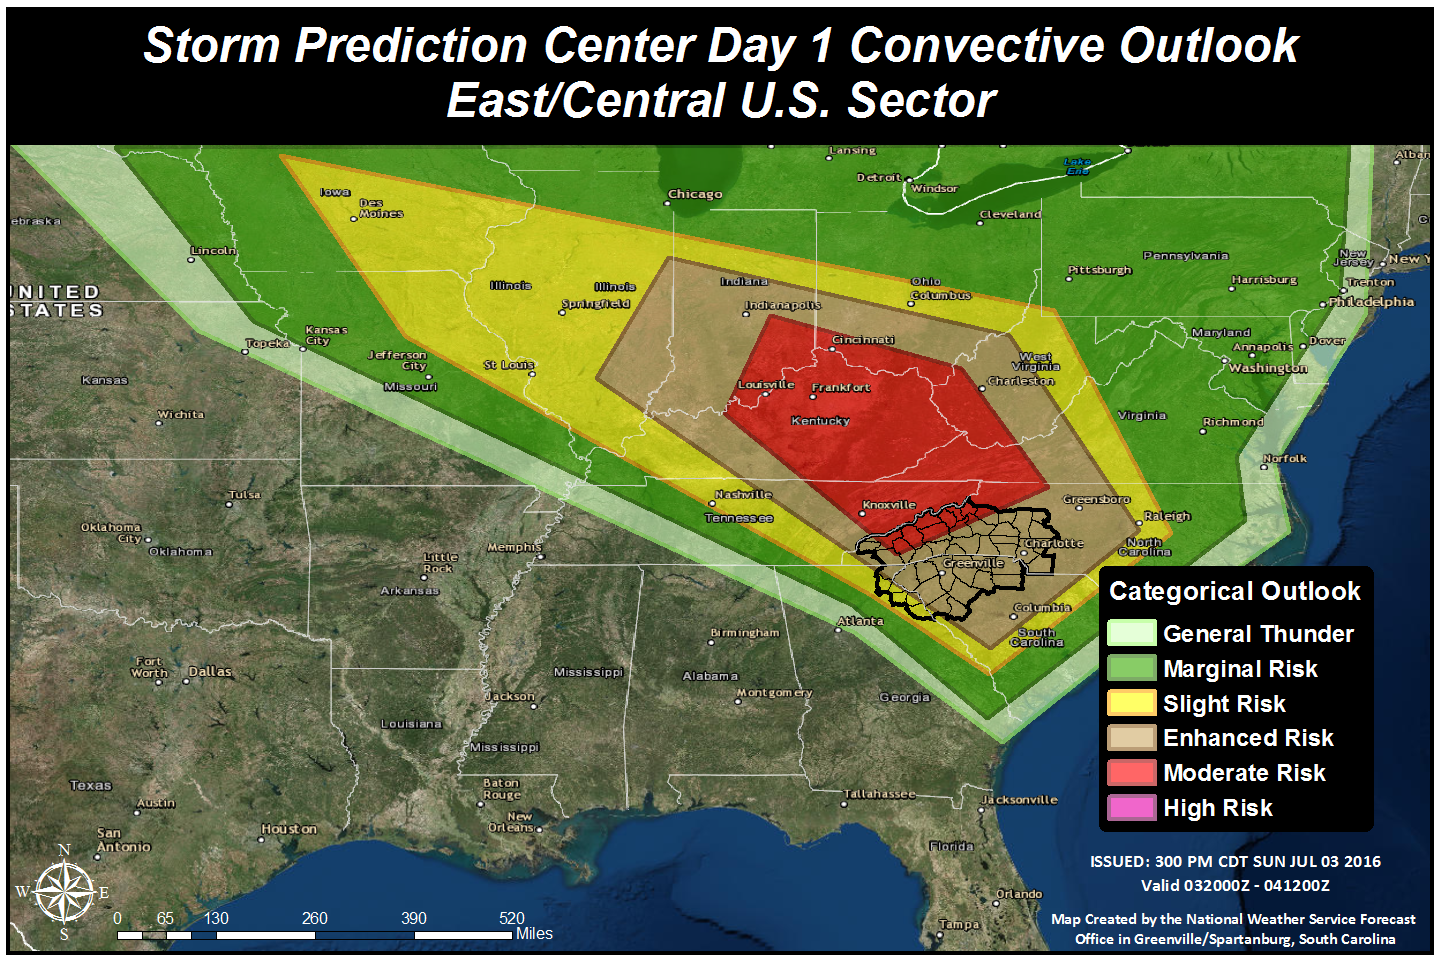 Storm Prediction Center Day 1 Convective Outlook
East/Central U.S. Sector
Lansing
Alban
Detroit
Windsor
Lake
Erie
Iowa
Des
Moines
Chicago
Cleveland
ebraska
Lincoln
Pennsylvania
New
Jersey
New Y
Pittsburgh
Harrisburg
Trenton
Philadelphia
NITED
STATES
Illinois
Illinois
Springfield
Indiana
Indianapolis
Ohio
Columbus
Kansas
City
Topeka
Jefferson
City
Missouri
St Louis
Cincinnati
West
Virginia
Charleston
Maryland
Annapolis
Dover
Washington
Kansas
Louisville
Frankfort
Kentucky
Wichita
Virginia
Richmond
Norfolk
Tulsa
Nashville
Tennessee
Knoxville
Greensboro
Raleigh
Oklahoma
City
Oklahoma
Memphis
Charlotte
North
Carolina
Little
Rock
Arkansas
Greenville
Columbia
South
Carolina
Atlanta
Birmingham
Fort
Worth
Dallas
Mississippi
Alabama
Jackson
Montgomery
Georgia
Louisiana
Mississippi
Texas
Austin
Baton
Rouge
New
Orleans
Tallahassee
Jacksonville
San
Antonio
Houston
Florida
Orlando
Tampa
Categorical Outlook
General Thunder
Marginal Risk
Slight Risk
Enhanced Risk
Moderate Risk
High Risk
ISSUED: 300 PM CDT SUN JUL 03 2016
Valid 032000Z - 041200Z
Map Created by the National Weather Service Forecast
Office in Greenville/Spartanburg, South Carolina
N
W E
S
0 65 130 260 390 520
Miles